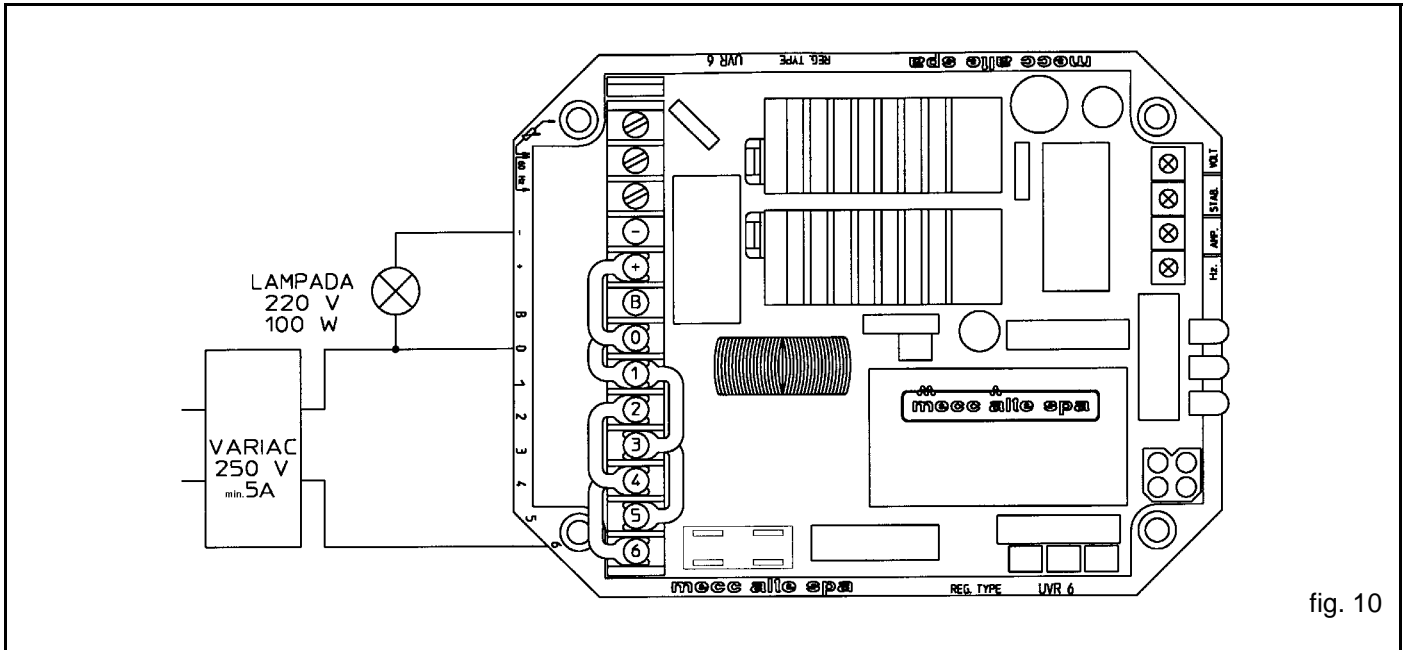 UVR 6 REG. TYPE mecc alte spa
60 Hz
VOLT
STAB.
AMP.
Hz.
-
+
B
0
1
2
3
4
5
6
-
+
B
0
1
2
3
4
5
6
LAMPADA
220 V
100 W
VARIAC
250 V
min.5A
mecc alte spa
mecc alte spa REG. TYPE UVR 6
fig. 10